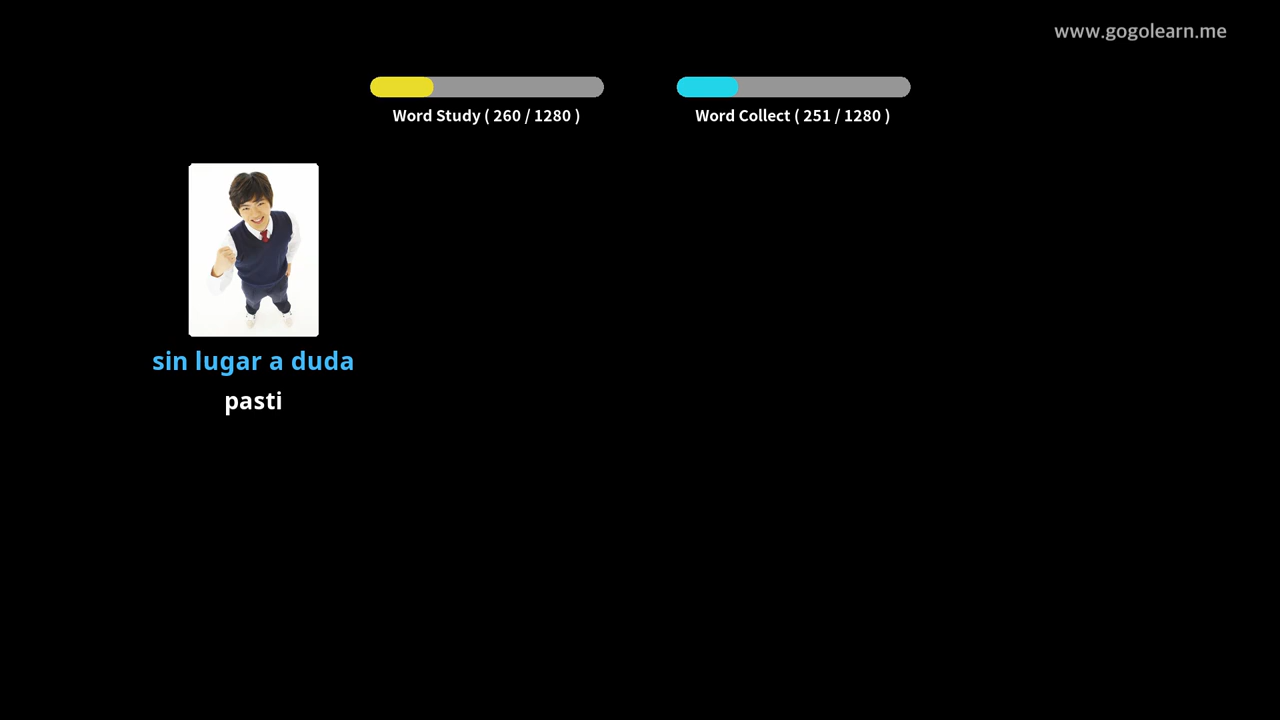 www.gogolearn.me
Word Study ( 260 / 1280 )
Word Collect ( 251 / 1280 )
sin lugar a duda
pasti